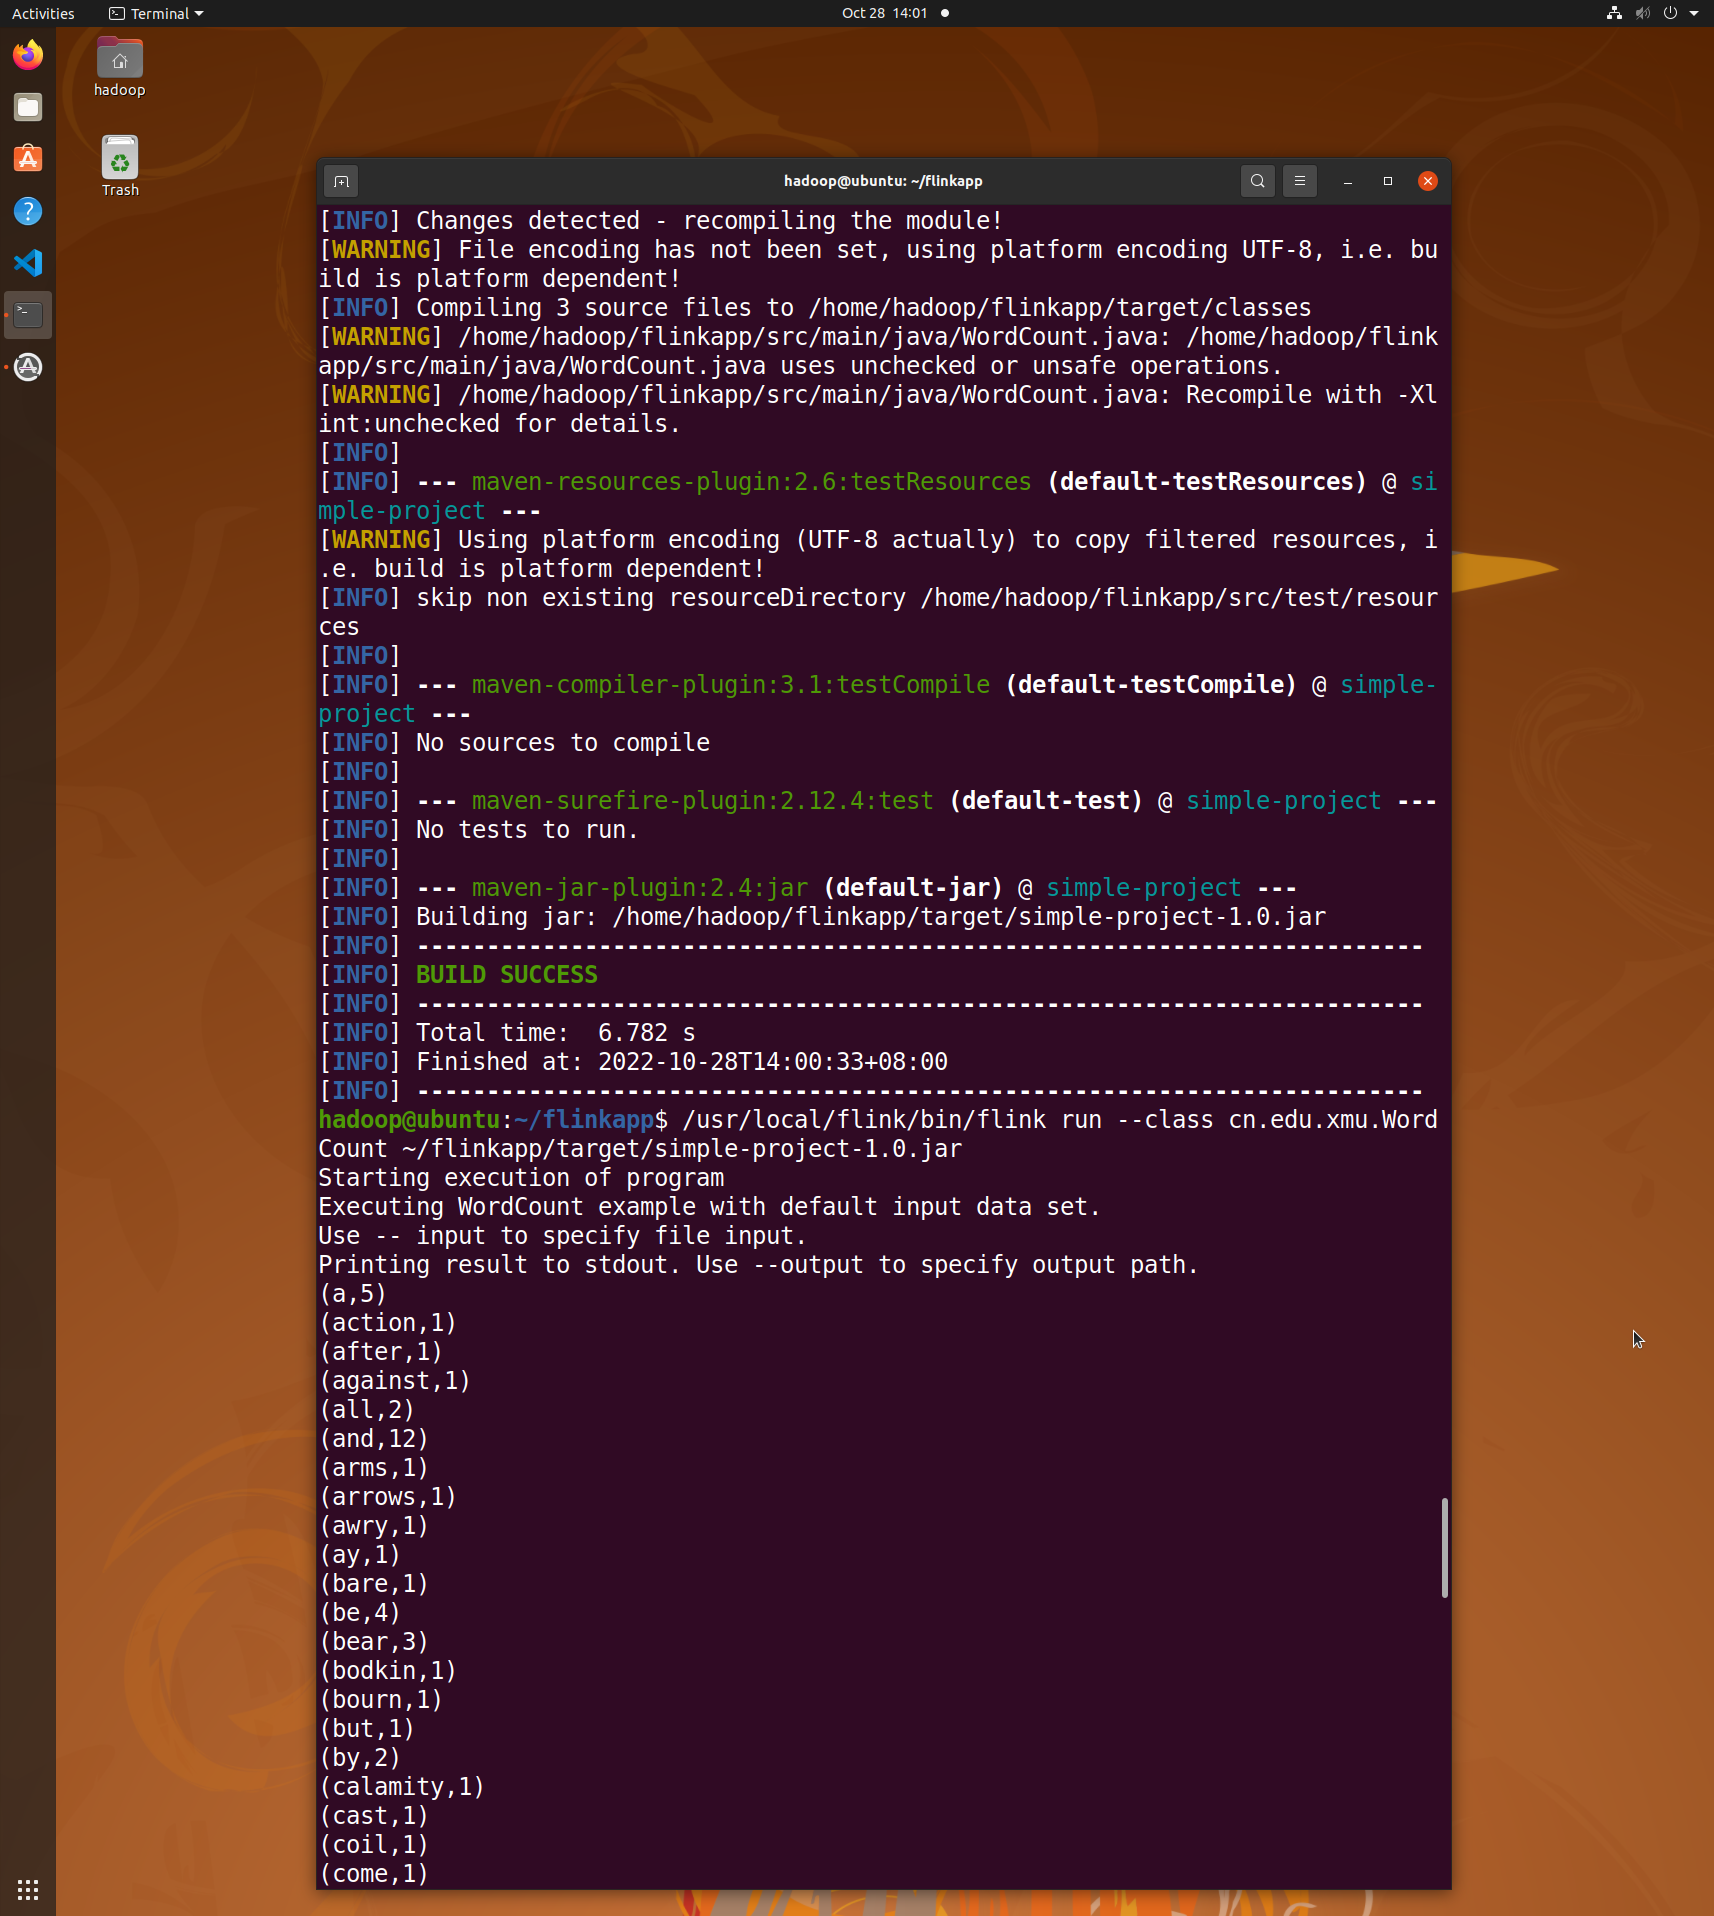 Activities
Terminal
Oct 28 14:01
hadoop
Trash
hadoop@ubuntu: ~/flinkapp
[INFO] Changes detected - recompiling the module!
[WARNING] File encoding has not been set, using platform encoding UTF-8, i.e. bu
ild is platform dependent!
[INFO] Compiling 3 source files to /home/hadoop/flinkapp/target/classes
[WARNING] /home/hadoop/flinkapp/src/main/java/WordCount.java: /home/hadoop/flink
app/src/main/java/WordCount.java uses unchecked or unsafe operations.
[WARNING] /home/hadoop/flinkapp/src/main/java/WordCount.java: Recompile with -Xl
int:unchecked for details.
[INFO]
[INFO] --- maven-resources-plugin:2.6:testResources (default-testResources) @ si
mple-project ---
[WARNING] Using platform encoding (UTF-8 actually) to copy filtered resources, i
.e. build is platform dependent!
[INFO] skip non existing resourceDirectory /home/hadoop/flinkapp/src/test/resour
ces
[INFO]
[INFO] --- maven-compiler-plugin:3.1:testCompile (default-testCompile) @ simple-
project ---
[INFO] No sources to compile
[INFO]
[INFO] --- maven-surefire-plugin:2.12.4:test (default-test) @ simple-project ---
[INFO] No tests to run.
[INFO]
[INFO] --- maven-jar-plugin:2.4:jar (default-jar) @ simple-project ---
[INFO] Building jar: /home/hadoop/flinkapp/target/simple-project-1.0.jar
[INFO] ------------------------------------------------------------------------
[INFO] BUILD SUCCESS
[INFO] ------------------------------------------------------------------------
[INFO] Total time:  6.782 s
[INFO] Finished at: 2022-10-28T14:00:33+08:00
[INFO] ------------------------------------------------------------------------
hadoop@ubuntu:~/flinkapp$ /usr/local/flink/bin/flink run --class cn.edu.xmu.Word
Count ~/flinkapp/target/simple-project-1.0.jar
Starting execution of program
Executing WordCount example with default input data set.
Use -- input to specify file input.
Printing result to stdout. Use --output to specify output path.
(a,5)
(action,1)
(after,1)
(against,1)
(all,2)
(and,12)
(arms,1)
(arrows,1)
(awry,1)
(ay,1)
(bare,1)
(be,4)
(bear,3)
(bodkin,1)
(bourn,1)
(but,1)
(by,2)
(calamity,1)
(cast,1)
(coil,1)
(come,1)